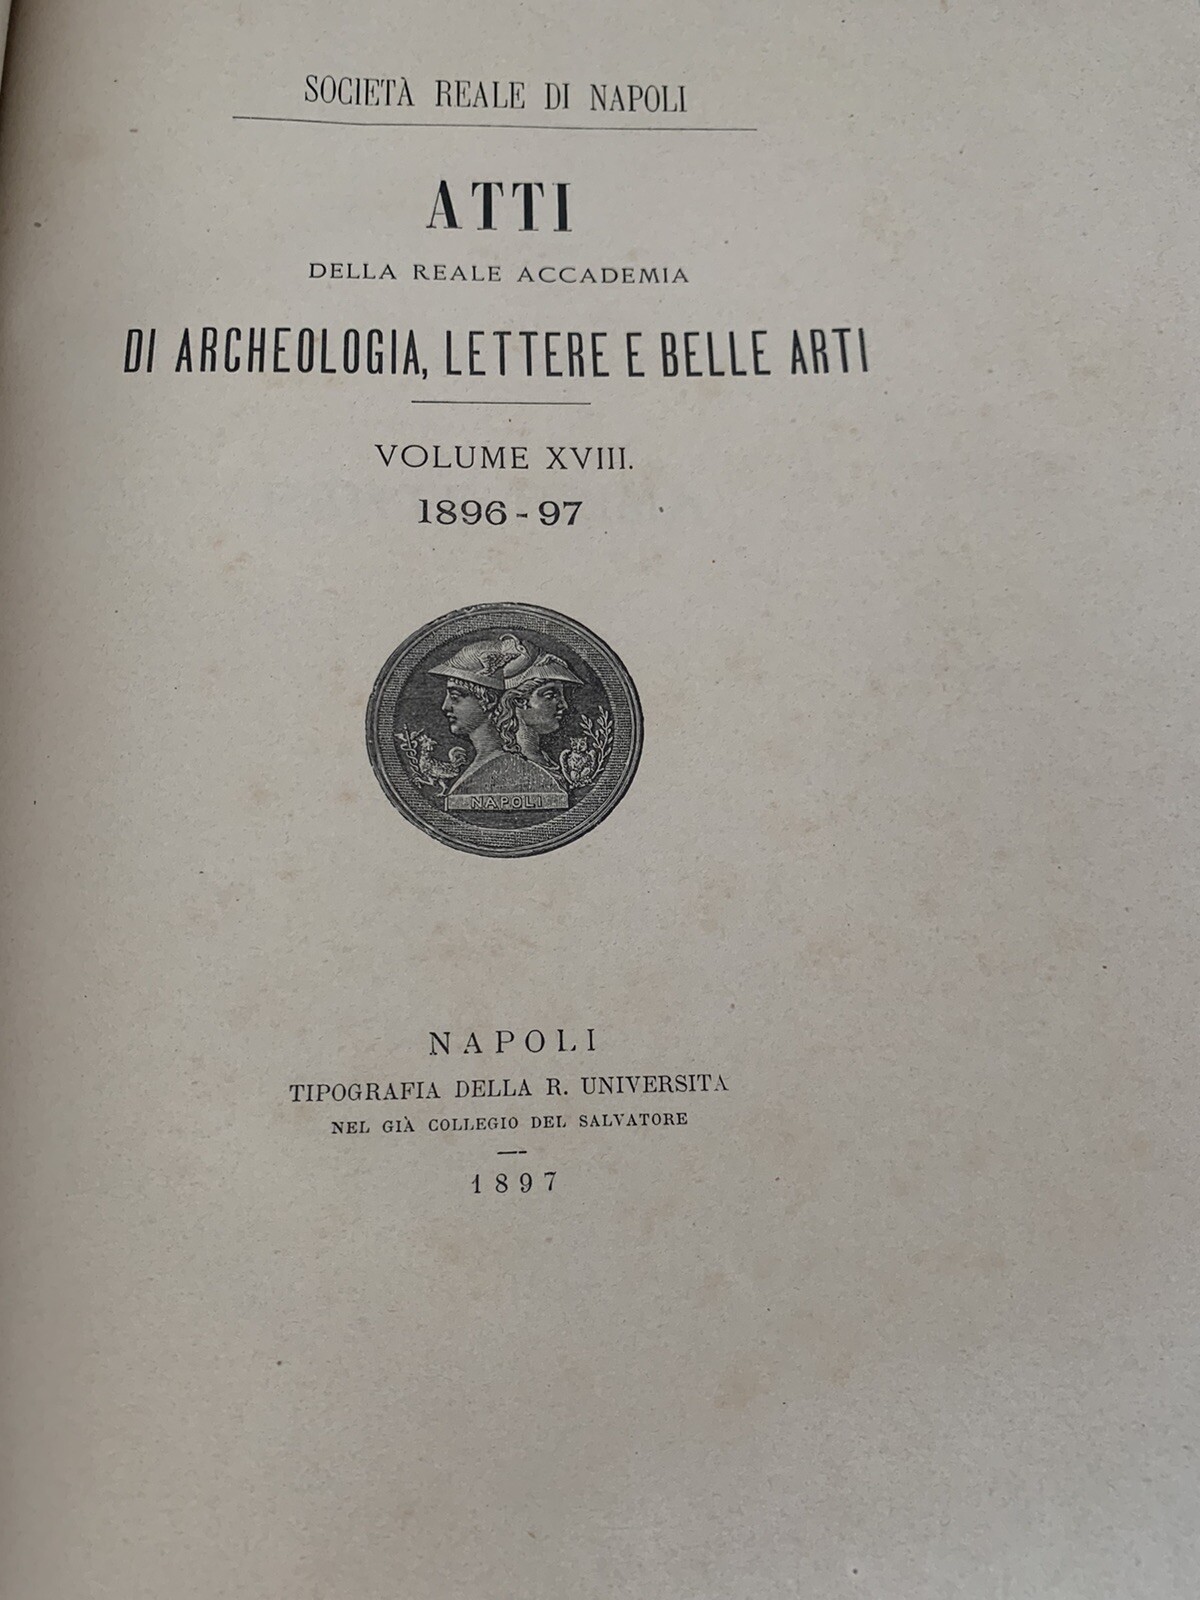 SOCIETÀ REALE DI NAPOLI
ATTI
DELLA REALE ACCADEMIA
DI ARCHEOLOGIA, LETTERE E BELLE ARTI
VOLUME XVIII.
1896-97
NAPOLI
NAPOLI
TIPOGRAFIA DELLA R. UNIVERSITÀ
NEL GIÀ COLLEGIO DEL SALVATORE
1897